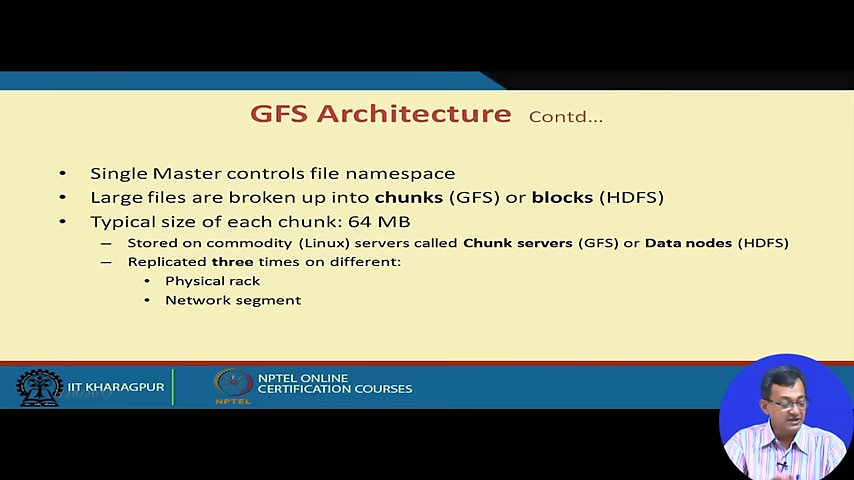 GFS Architecture Contd...
• Single Master controls file namespace
• Large files are broken up into chunks (GFS) or blocks (HDFS)
• Typical size of each chunk: 64 MB
– Stored on commodity (Linux) servers called Chunk servers (GFS) or Data nodes (HDFS)
– Replicated three times on different:
• Physical rack
• Network segment
IIT KHARAGPUR
NPTEL ONLINE
CERTIFICATION COURSES
NPTEL